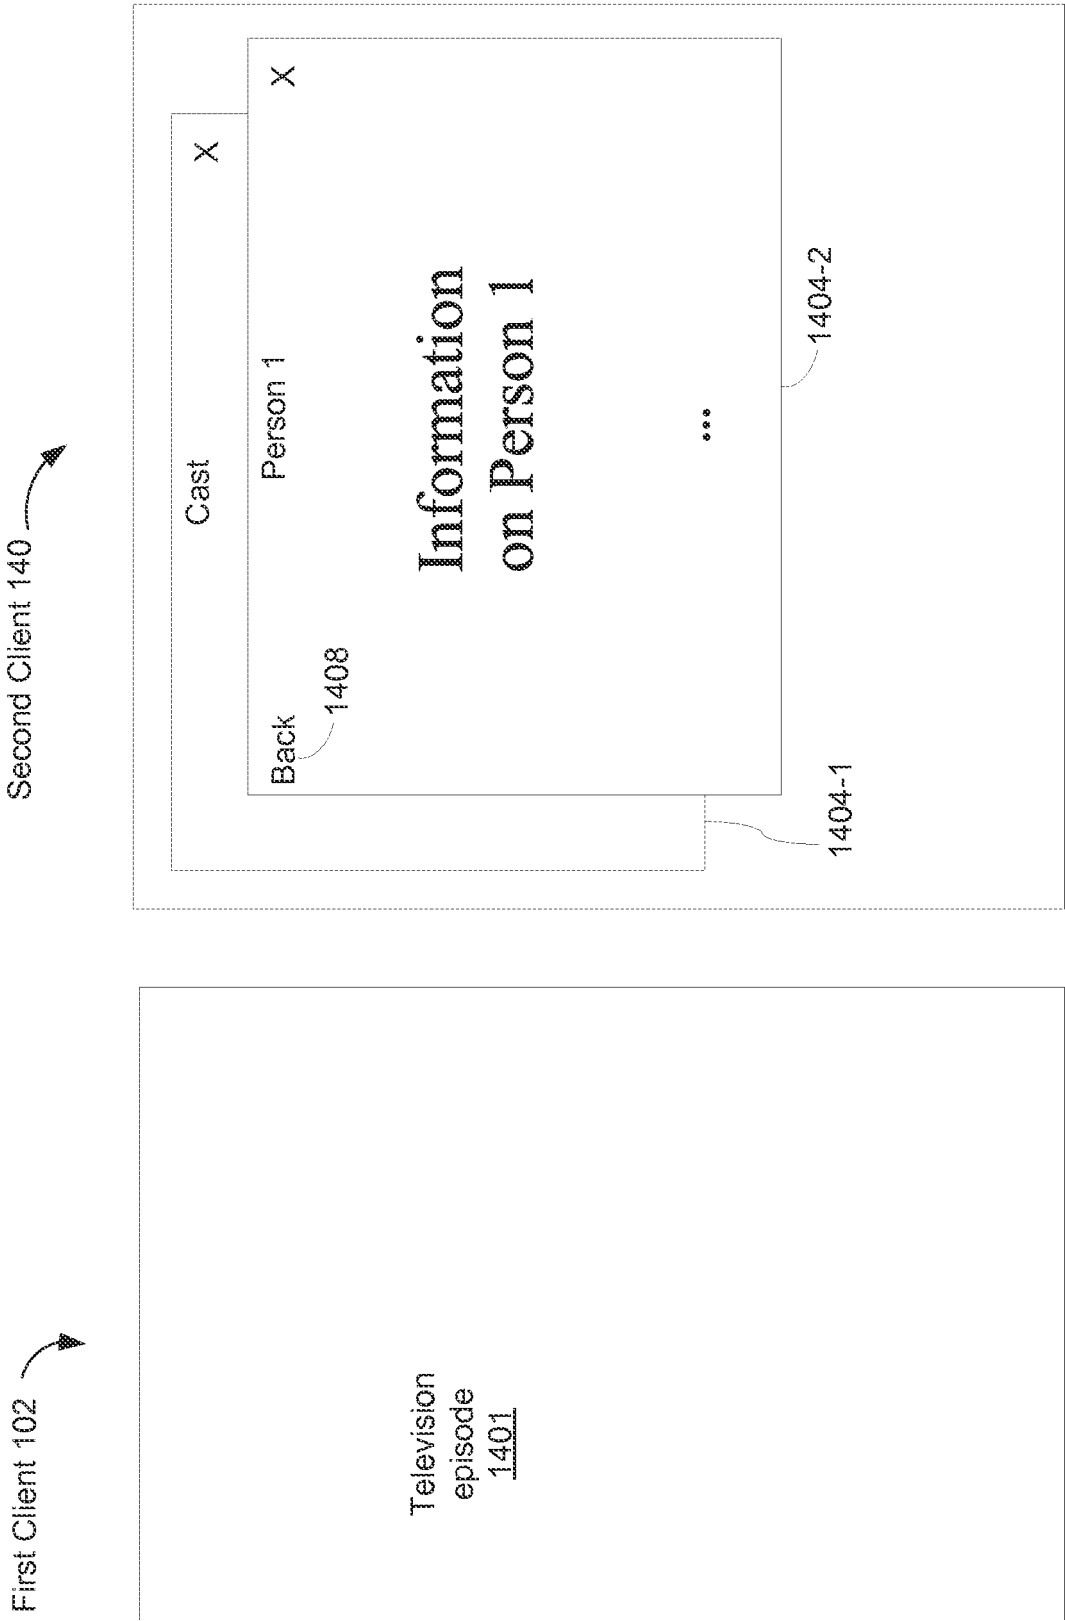 First Client 102
Television
episode
1401
Second Client 140
Cast
X
Back
Person 1
X
1408
Information
on Person 1
...
1404-1
1404-2